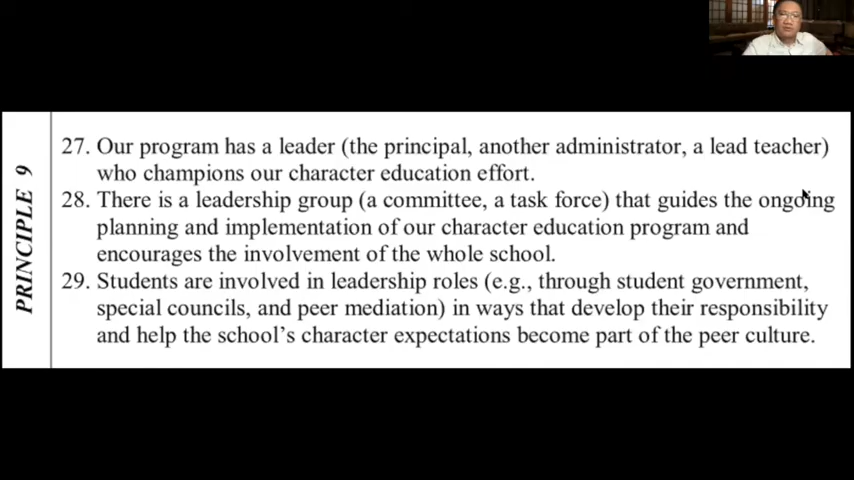 PRINCIPLE 9
27. Our program has a leader (the principal, another administrator, a lead teacher)
who champions our character education effort.
28. There is a leadership group (a committee, a task force) that guides the ongoing
planning and implementation of our character education program and
encourages the involvement of the whole school.
29. Students are involved in leadership roles (e.g., through student government,
special councils, and peer mediation) in ways that develop their responsibility
and help the school's character expectations become part of the peer culture.